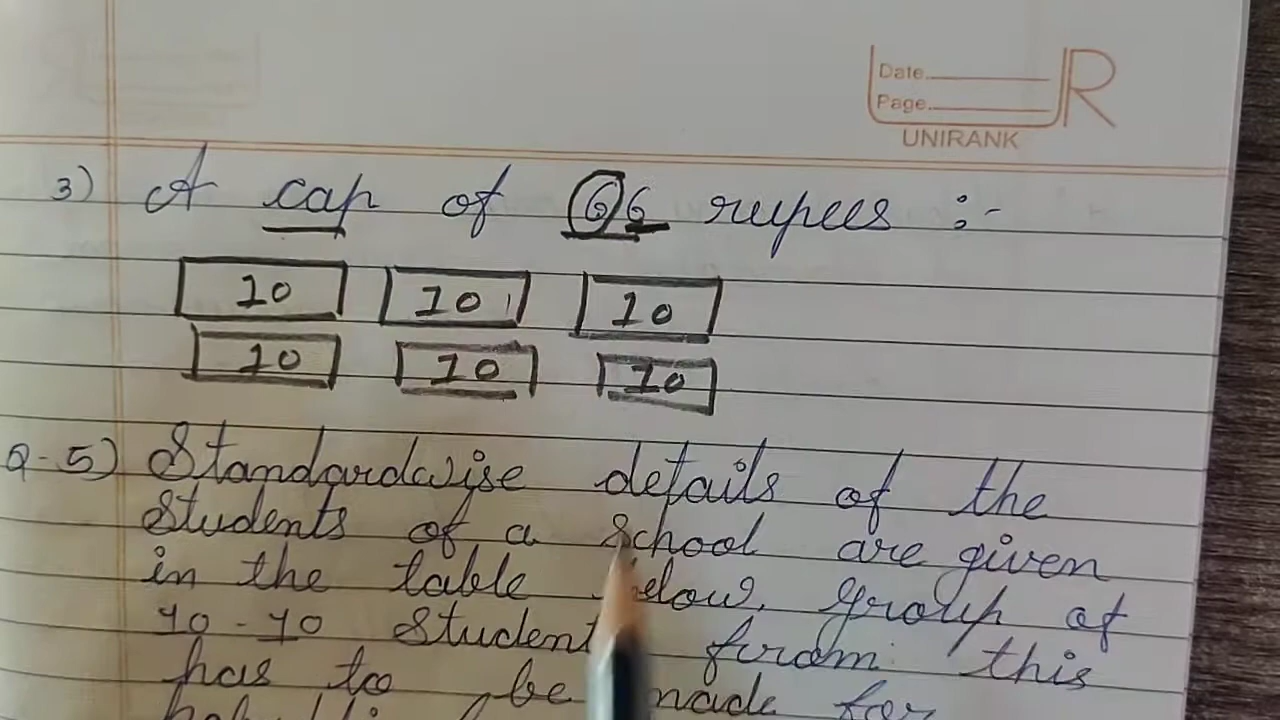 Date
Page
R
UNIRANK
3) A cap of 66 rupees :-
10 10 10
10 10 10
Q-5) Standardwise details of the
students of a school are given
in the table below, group of
10-10 student from this
has to be made for